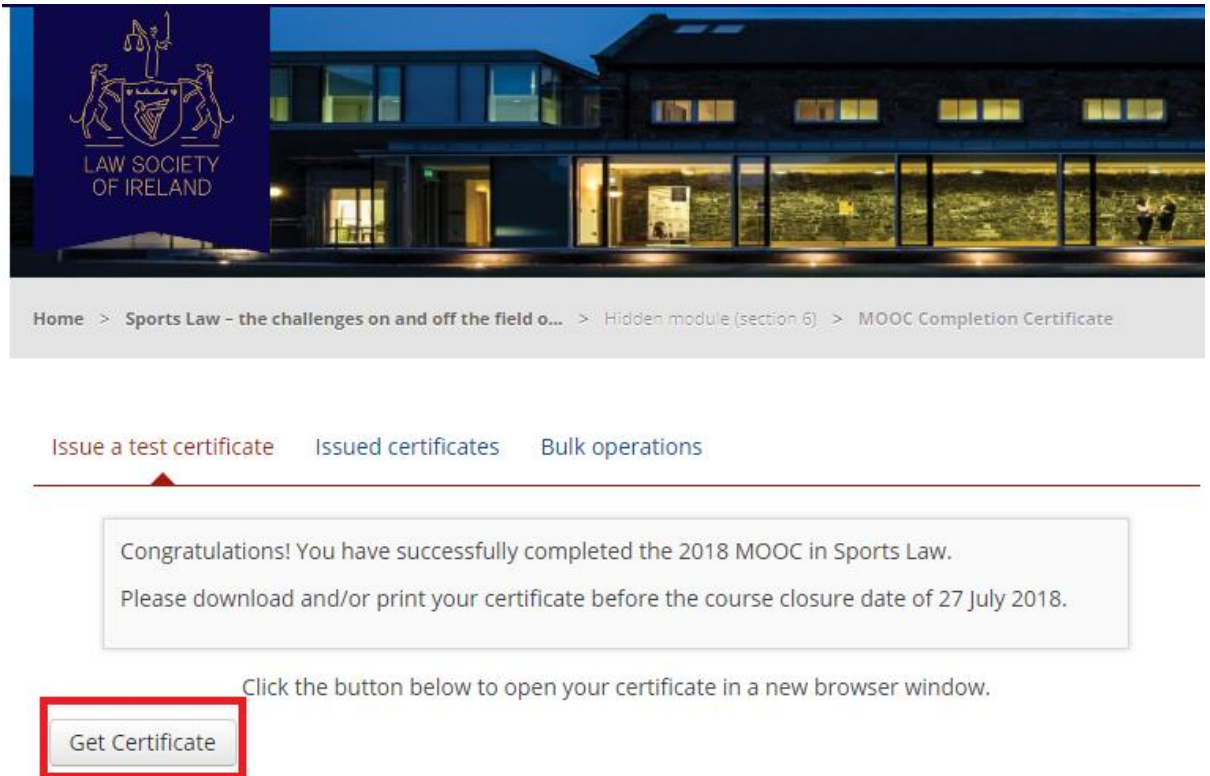 LAW SOCIETY
OF IRELAND
Home > Sports Law – the challenges on and off the field o... > Hidden module (section 6) > MOOC Completion Certificate
Issue a test certificate Issued certificates Bulk operations
Congratulations! You have successfully completed the 2018 MOOC in Sports Law.
Please download and/or print your certificate before the course closure date of 27 July 2018.
Click the button below to open your certificate in a new browser window.
Get Certificate